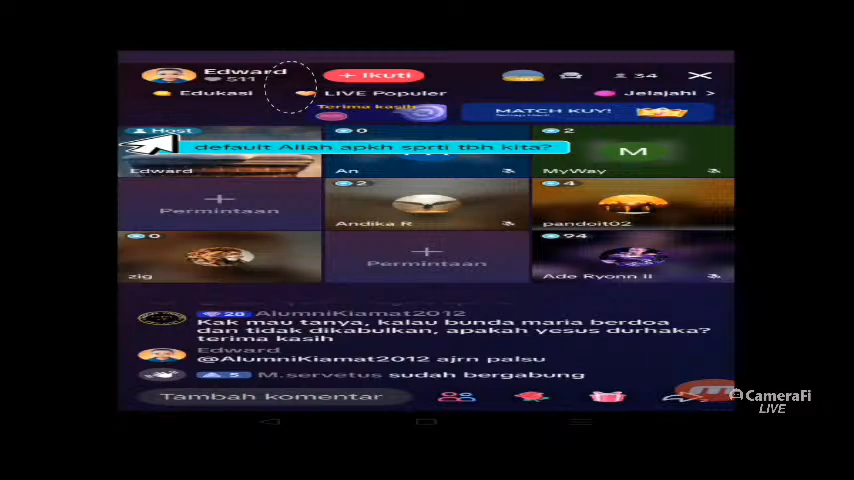 Edward
511
+ Ikuti
34
Edukasi
LIVE Populer
Jelajahi >
Terima kasih
MATCH KUY!
Host
0
2
default Allah apkh sprti tbh kita?
M
Edward
An
MyWay
2
4
Permintaan
Andika R
pandoit02
0
94
zig
Permintaan
Ade Ryonn II
28 AlumniKiamat2012
Kak mau tanya, kalau bunda maria berdoa
dan tidak dikabulkan, apakah yesus durhaka?
terima kasih
Edward
@AlumniKiamat2012 ajrn palsu
5 M.servetus sudah bergabung
Tambah komentar
CameraFi
LIVE